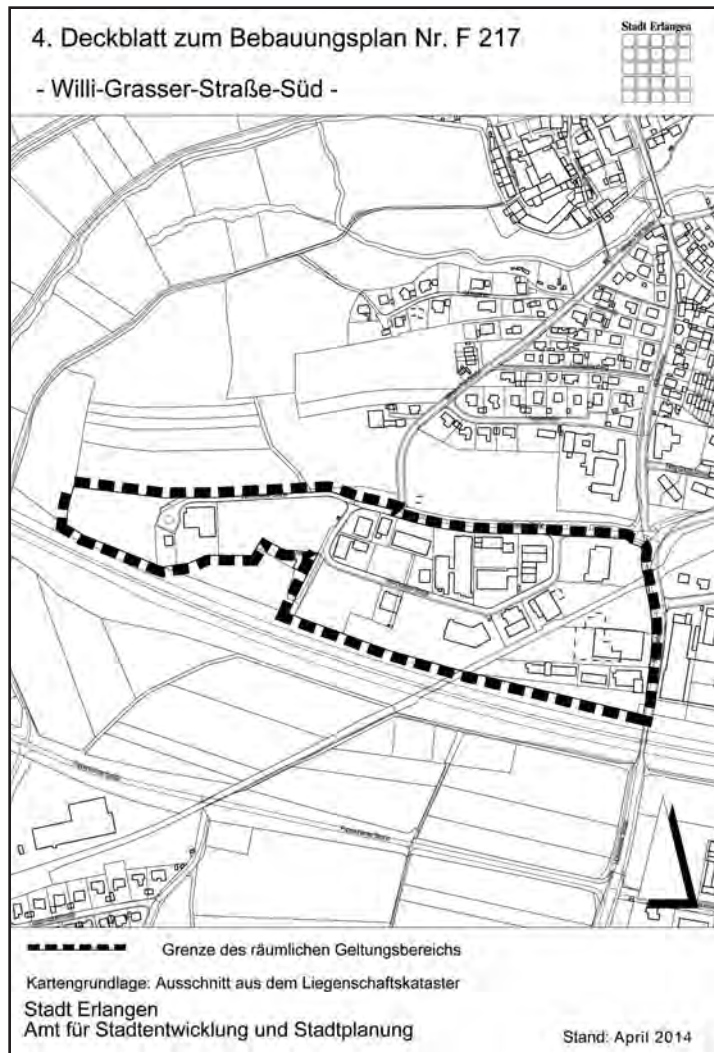 4. Deckblatt zum Bebauungsplan Nr. F 217
- Willi-Grasser-Straße-Süd -
Stadt Erlangen
Grenze des räumlichen Geltungsbereichs
Kartengrundlage: Ausschnitt aus dem Liegenschaftskataster
Stadt Erlangen
Amt für Stadtentwicklung und Stadtplanung
Stand: April 2014